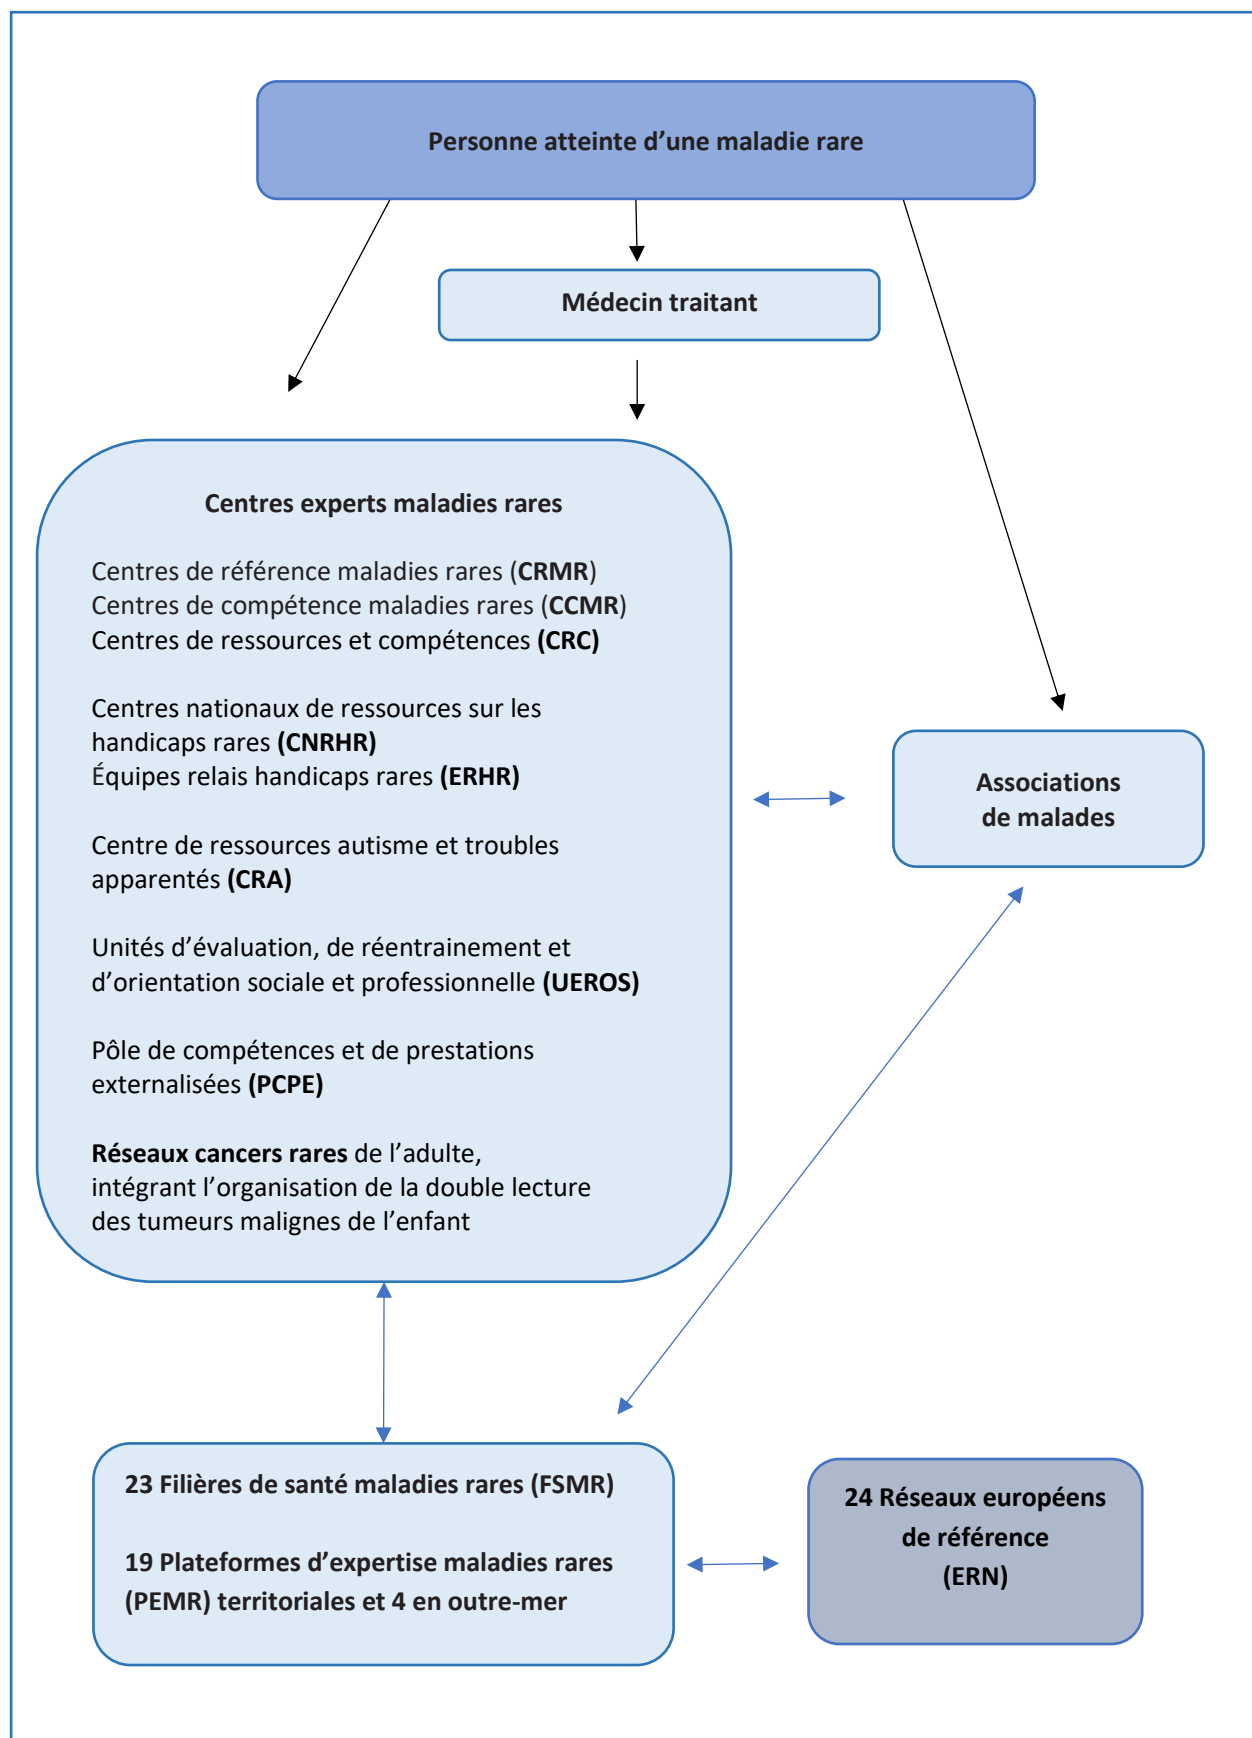 Personne atteinte d’une maladie rare
Médecin traitant
Centres experts maladies rares
Centres de référence maladies rares (CRMR)
Centres de compétence maladies rares (CCMR)
Centres de ressources et compétences (CRC)
Centres nationaux de ressources sur les
handicaps rares (CNRHR)
Équipes relais handicaps rares (ERHR)
Centre de ressources autisme et troubles
apparentés (CRA)
Unités d’évaluation, de réentrainement et
d’orientation sociale et professionnelle (UEROS)
Pôle de compétences et de prestations
externalisées (PCPE)
Réseaux cancers rares de l’adulte,
intégrant l’organisation de la double lecture
des tumeurs malignes de l’enfant
Associations
de malades
23 Filières de santé maladies rares (FSMR)
19 Plateformes d’expertise maladies rares
(PEMR) territoriales et 4 en outre-mer
24 Réseaux européens
de référence
(ERN)